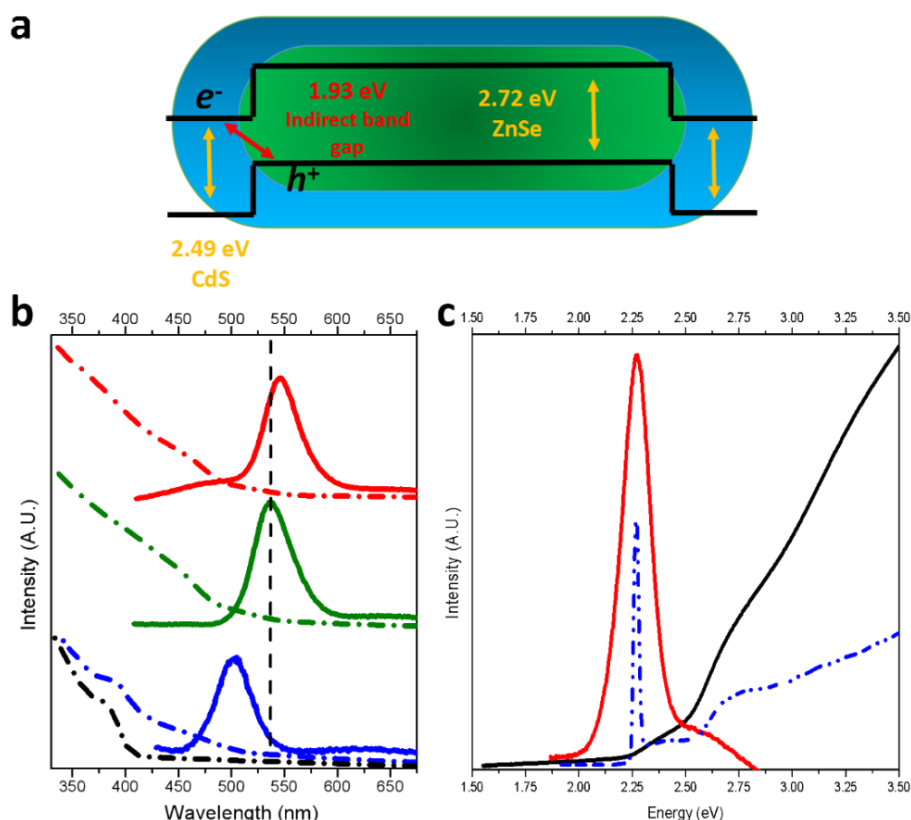 a
e-
1.93 eV
Indirect band
gap
2.72 eV
ZnSe
h+
2.49 eV
CdS
b
350 400 450 500 550 600 650
Intensity (A.U.)
350 400 450 500 550 600 650
Wavelength (nm)
c
1.50 1.75 2.00 2.25 2.50 2.75 3.00 3.25 3.50
Intensity (A.U.)
1.50 1.75 2.00 2.25 2.50 2.75 3.00 3.25 3.50
Energy (eV)